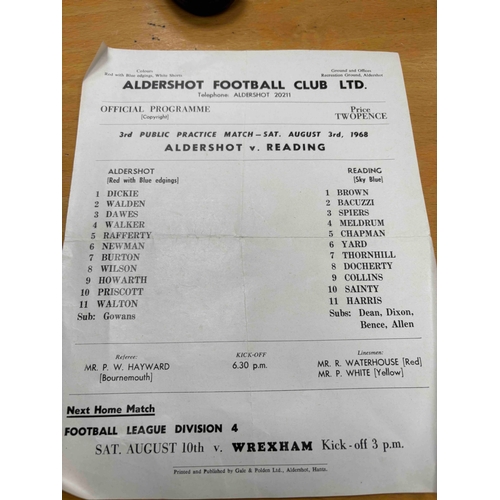 Colours:
Red with Blue edgings, White Shorts
Ground and Offices
Recreation Ground, Aldershot
ALDERSHOT FOOTBALL CLUB LTD.
Telephone: ALDERSHOT 20211
OFFICIAL PROGRAMME
[Copyright]
Price
TWOPENCE
3rd PUBLIC PRACTICE MATCH — SAT. AUGUST 3rd, 1968
ALDERSHOT v. READING
ALDERSHOT
[Red with Blue edgings]
1 DICKIE
2 WALDEN
3 DAWES
4 WALKER
5 RAFFERTY
6 NEWMAN
7 BURTON
8 WILSON
9 HOWARTH
10 PRISCOTT
11 WALTON
Sub: Gowans
READING
[Sky Blue]
1 BROWN
2 BACUZZI
3 SPIERS
4 MELDRUM
5 CHAPMAN
6 YARD
7 THORNHILL
8 DOCHERTY
9 COLLINS
10 SAINTY
11 HARRIS
Subs: Dean, Dixon,
Bence, Allen
Referee:
MR. P. W. HAYWARD
[Bournemouth]
KICK-OFF
6.30 p.m.
Linesmen:
MR. R. WATERHOUSE [Red]
MR. P. WHITE [Yellow]
Next Home Match
FOOTBALL LEAGUE DIVISION 4
SAT. AUGUST 10th v. WREXHAM Kick-off 3 p.m.
Printed and Published by Gale & Polden Ltd., Aldershot, Hants.